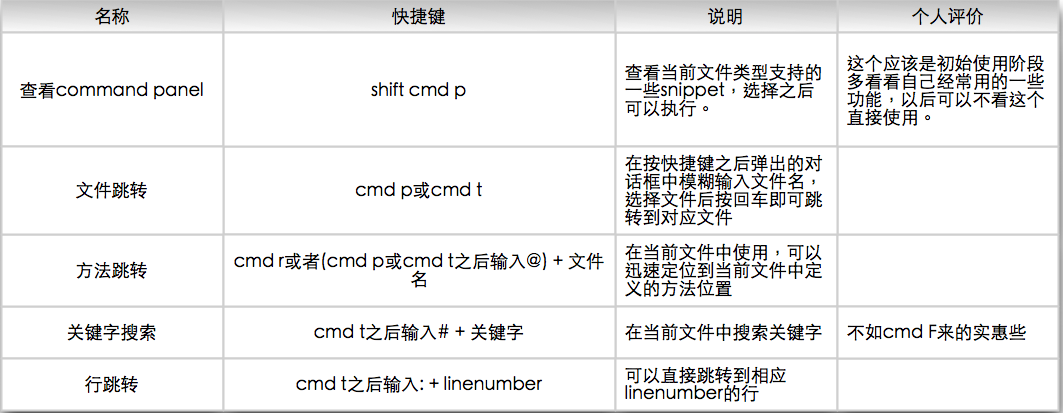 名称 快捷键 说明 个人评价
查看command panel
shift cmd p
查看当前文件类型支持的
一些snippet，选择之后
可以执行。
这个应该是初始使用阶段
多看看自己经常用的一些
功能，以后可以不看这个
直接使用。
文件跳转
cmd p或cmd t
在按快捷键之后弹出的对
话框中模糊输入文件名，
选择文件后按回车即可跳
转到对应文件
方法跳转
cmd r或者(cmd p或cmd t之后输入@) + 文件
名
在当前文件中使用，可以
迅速定位到当前文件中定
义的方法位置
关键字搜索
cmd t之后输入# + 关键字
在当前文件中搜索关键字
不如cmd F来的实惠些
行跳转
cmd t之后输入: + linenumber
可以直接跳转到相应
linenumber的行